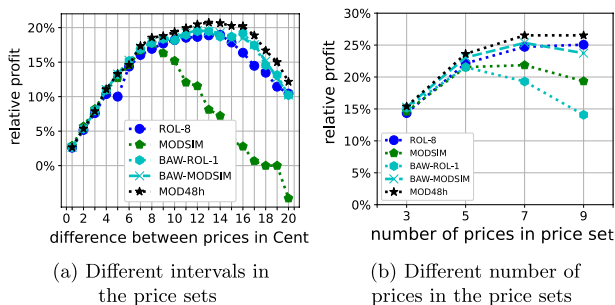 20%
15%
10%
5%
0%
relative profit
0 2 4 6 8 10 12 14 16 18 20
difference between prices in Cent
ROL-8
MODSIM
BAW-ROL-1
BAW-MODSIM
MOD48h
(a) Different intervals in
the price sets
30%
25%
20%
15%
10%
5%
0%
relative profit
3 5 7 9
number of prices in price set
ROL-8
MODSIM
BAW-ROL-1
BAW-MODSIM
MOD48h
(b) Different number of
prices in the price sets